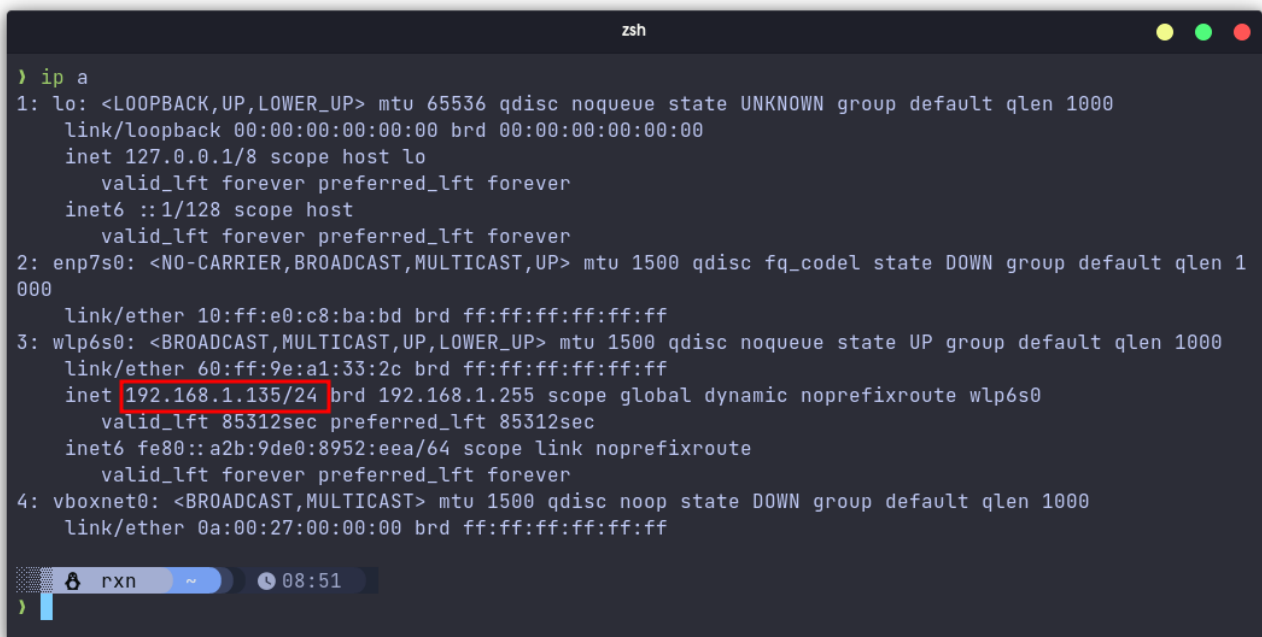 zsh
❯ ip a
1: lo: <LOOPBACK,UP,LOWER_UP> mtu 65536 qdisc noqueue state UNKNOWN group default qlen 1000
    link/loopback 00:00:00:00:00:00 brd 00:00:00:00:00:00
    inet 127.0.0.1/8 scope host lo
       valid_lft forever preferred_lft forever
    inet6 ::1/128 scope host
       valid_lft forever preferred_lft forever
2: enp7s0: <NO-CARRIER,BROADCAST,MULTICAST,UP> mtu 1500 qdisc fq_codel state DOWN group default qlen 1
000
    link/ether 10:ff:e0:c8:ba:bd brd ff:ff:ff:ff:ff:ff
3: wlp6s0: <BROADCAST,MULTICAST,UP,LOWER_UP> mtu 1500 qdisc noqueue state UP group default qlen 1000
    link/ether 60:ff:9e:a1:33:2c brd ff:ff:ff:ff:ff:ff
    inet 192.168.1.135/24 brd 192.168.1.255 scope global dynamic noprefixroute wlp6s0
       valid_lft 85312sec preferred_lft 85312sec
    inet6 fe80::a2b:9de0:8952:eea/64 scope link noprefixroute
       valid_lft forever preferred_lft forever
4: vboxnet0: <BROADCAST,MULTICAST> mtu 1500 qdisc noop state DOWN group default qlen 1000
    link/ether 0a:00:27:00:00:00 brd ff:ff:ff:ff:ff:ff
rxn ~ 08:51
❯